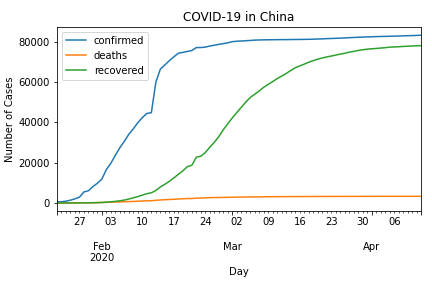 COVID-19 in China
confirmed
deaths
recovered
80000
60000
40000
20000
0
Number of Cases
27 03 10 17 24 02 09 16 23 30 06
Feb Mar Apr
2020
Day